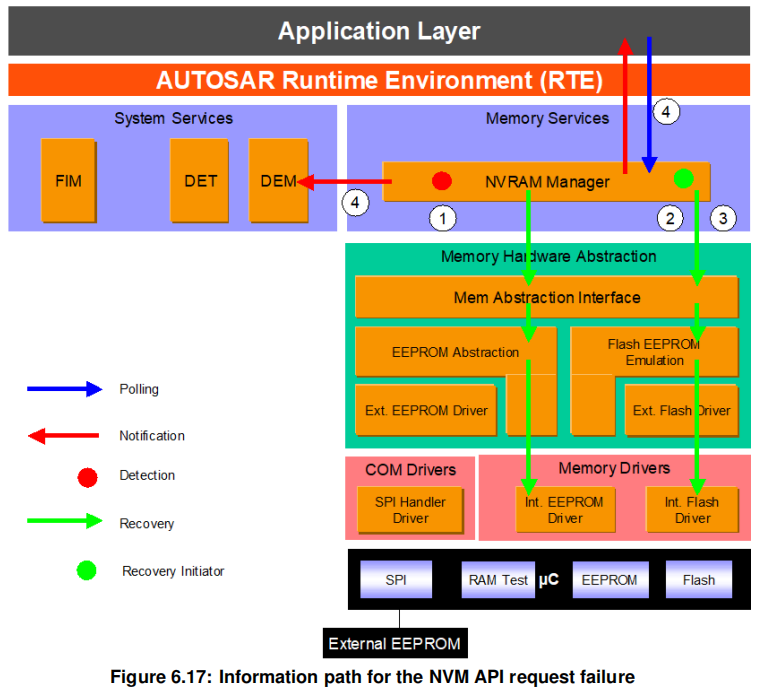 Application Layer
AUTOSAR Runtime Environment (RTE)
System Services
Memory Services
4
FIM
DET
DEM
NVRAM Manager
4
1
2
3
Memory Hardware Abstraction
Mem Abstraction Interface
EEPROM Abstraction
Flash EEPROM
Emulation
Ext. EEPROM Driver
Ext. Flash Driver
Polling
Notification
Detection
Recovery
Recovery Initiator
COM Drivers
Memory Drivers
SPI Handler
Driver
Int. EEPROM
Driver
Int. Flash
Driver
SPI
RAM Test
µC
EEPROM
Flash
External EEPROM
Figure 6.17: Information path for the NVM API request failure